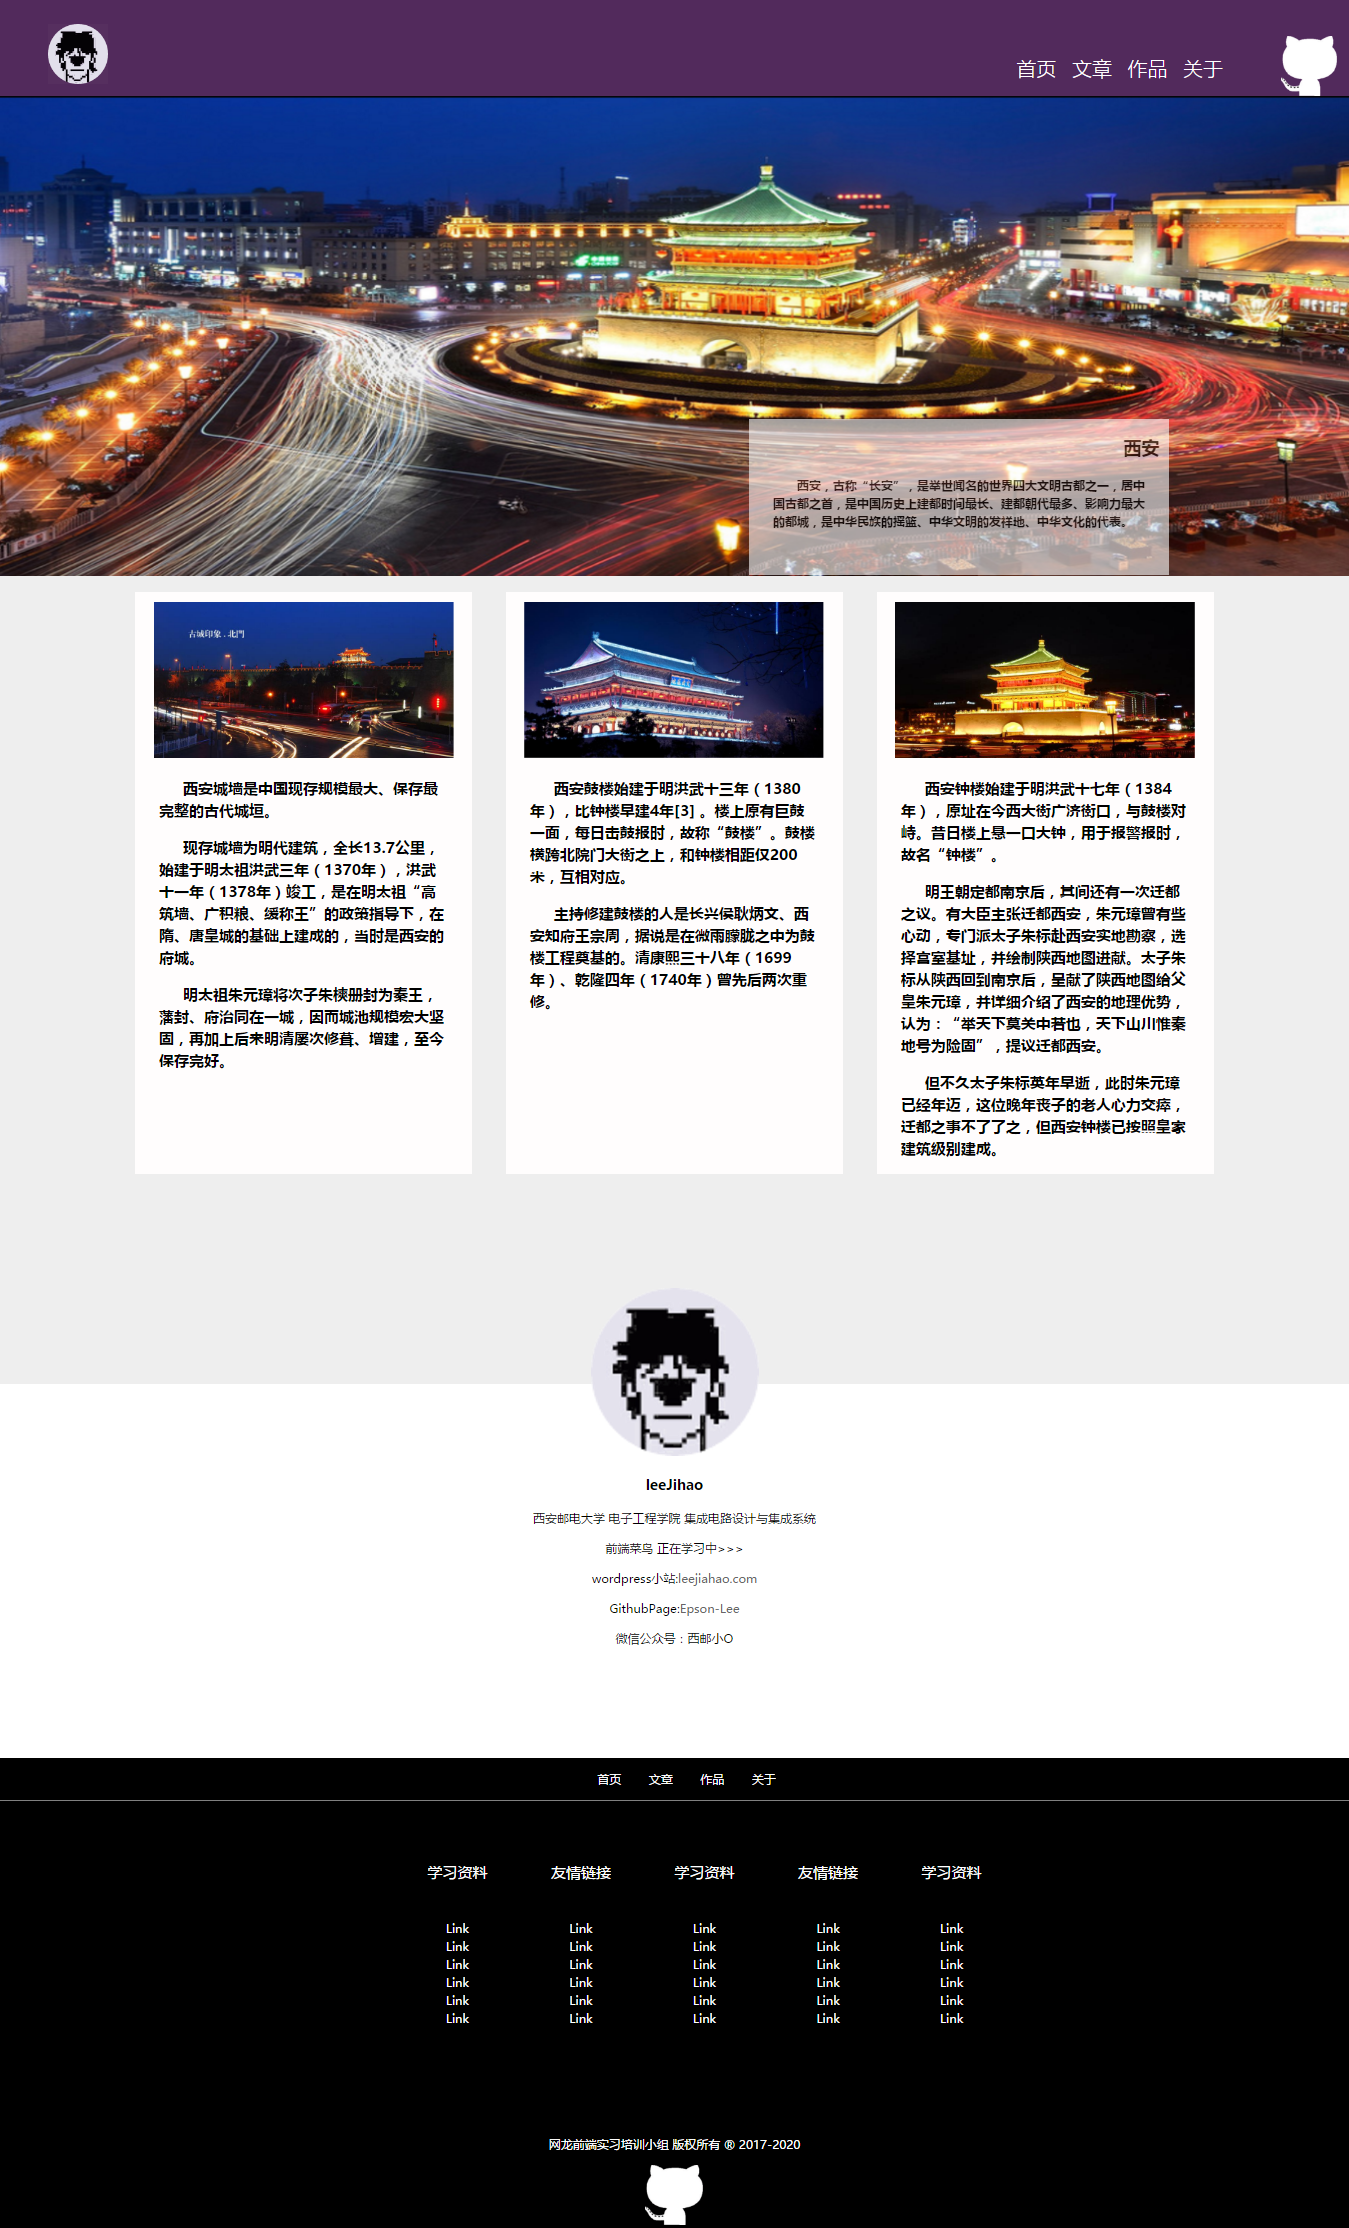 首页 文章 作品 关于
西安
西安，古称“长安”，是举世闻名的世界四大文明古都之一，居中
国古都之首，是中国历史上建都时间最长、建都朝代最多、影响力最大
的都城，是中华民族的摇篮、中华文明的发祥地、中华文化的代表。
古城印象 . 北門
西安城墙是中国现存规模最大、保存最
完整的古代城垣。
现存城墙为明代建筑，全长13.7公里，
始建于明太祖洪武三年（1370年），洪武
十一年（1378年）竣工，是在明太祖“高
筑墙、广积粮、缓称王”的政策指导下，在
隋、唐皇城的基础上建成的，当时是西安的
府城。
明太祖朱元璋将次子朱樉册封为秦王，
藩封、府治同在一城，因而城池规模宏大坚
固，再加上后来明清屡次修葺、增建，至今
保存完好。
西安鼓楼始建于明洪武十三年（1380
年），比钟楼早建4年[3] 。楼上原有巨鼓
一面，每日击鼓报时，故称“鼓楼”。鼓楼
横跨北院门大街之上，和钟楼相距仅200
米，互相对应。
主持修建鼓楼的人是长兴侯耿炳文、西
安知府王宗周，据说是在微雨朦胧之中为鼓
楼工程奠基的。清康熙三十八年（1699
年）、乾隆四年（1740年）曾先后两次重
修。
西安钟楼始建于明洪武十七年（1384
年），原址在今西大街广济街口，与鼓楼对
峙。昔日楼上悬一口大钟，用于报警报时，
故名“钟楼”。
明王朝定都南京后，其间还有一次迁都
之议。有大臣主张迁都西安，朱元璋曾有些
心动，专门派太子朱标赴西安实地勘察，选
择宫室基址，并绘制陕西地图进献。太子朱
标从陕西回到南京后，呈献了陕西地图给父
皇朱元璋，并详细介绍了西安的地理优势，
认为：“举天下莫关中若也，天下山川惟秦
地号为险固”，提议迁都西安。
但不久太子朱标英年早逝，此时朱元璋
已经年迈，这位晚年丧子的老人心力交瘁，
迁都之事不了了之，但西安钟楼已按照皇家
建筑级别建成。
leeJihao
西安邮电大学 电子工程学院 集成电路设计与集成系统
前端菜鸟 正在学习中>>>
wordpress小站:leejiahao.com
GithubPage:Epson-Lee
微信公众号：西邮小O
首页 文章 作品 关于
学习资料 友情链接 学习资料 友情链接 学习资料
Link Link Link Link Link
Link Link Link Link Link
Link Link Link Link Link
Link Link Link Link Link
Link Link Link Link Link
Link Link Link Link Link
网龙前端实习培训小组 版权所有 ® 2017-2020